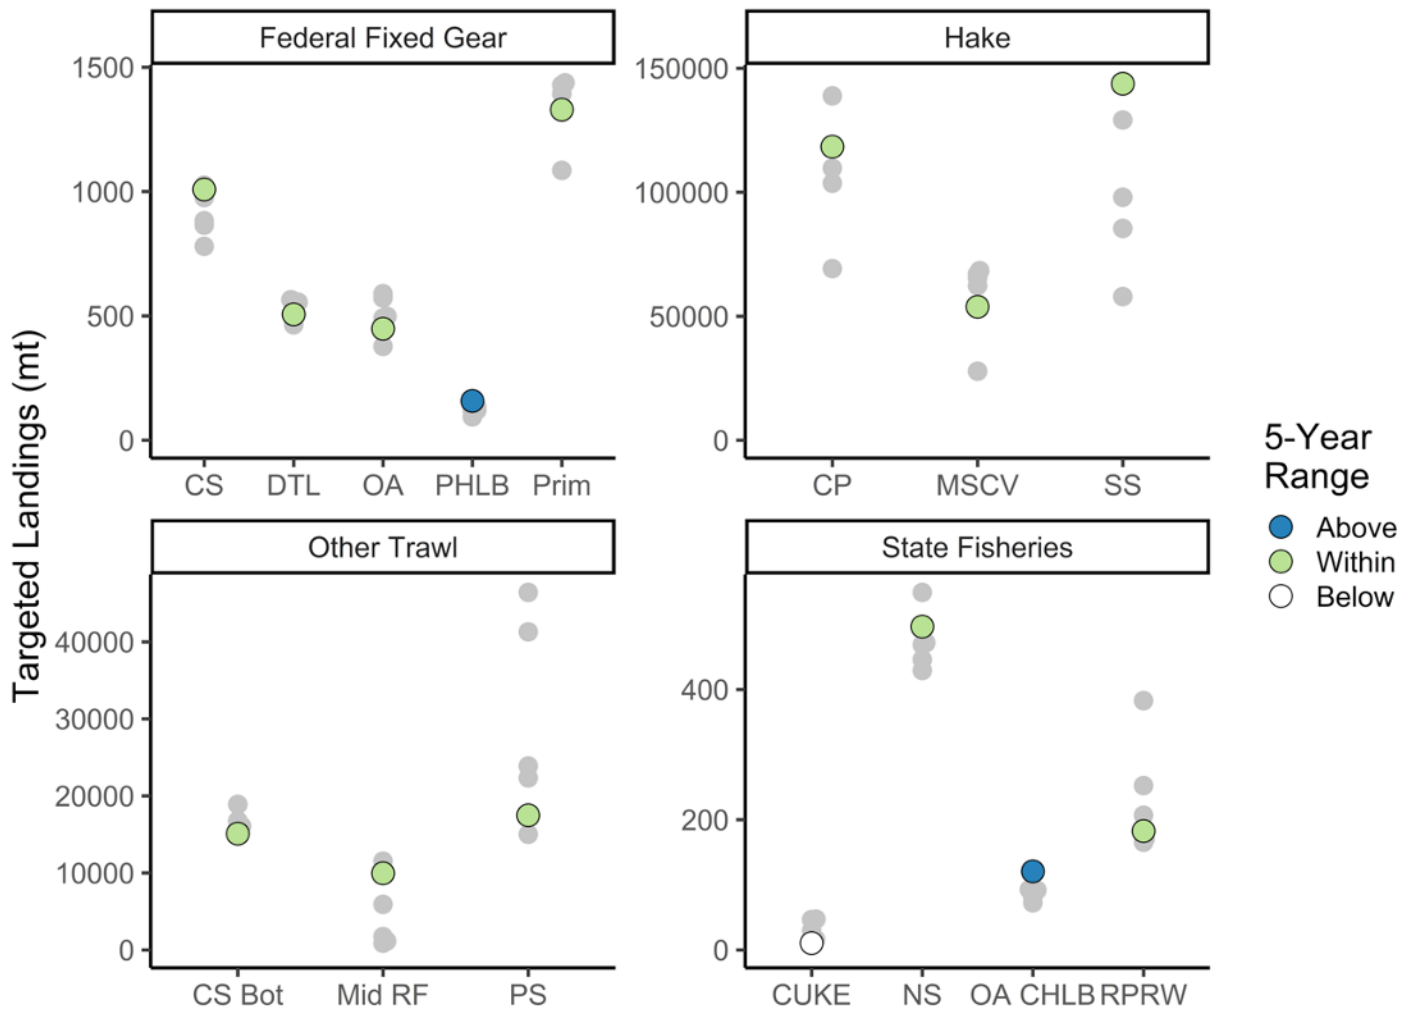 Federal Fixed Gear
Hake
1500
1000
500
0
150000
100000
50000
0
CS DTL OA PHLB Prim
CP MSCV SS
Targeted Landings (mt)
Other Trawl
State Fisheries
40000
30000
20000
10000
0
400
200
0
CS Bot Mid RF PS
CUKE NS OA CHLB RPRW
5-Year
Range
Above
Within
Below